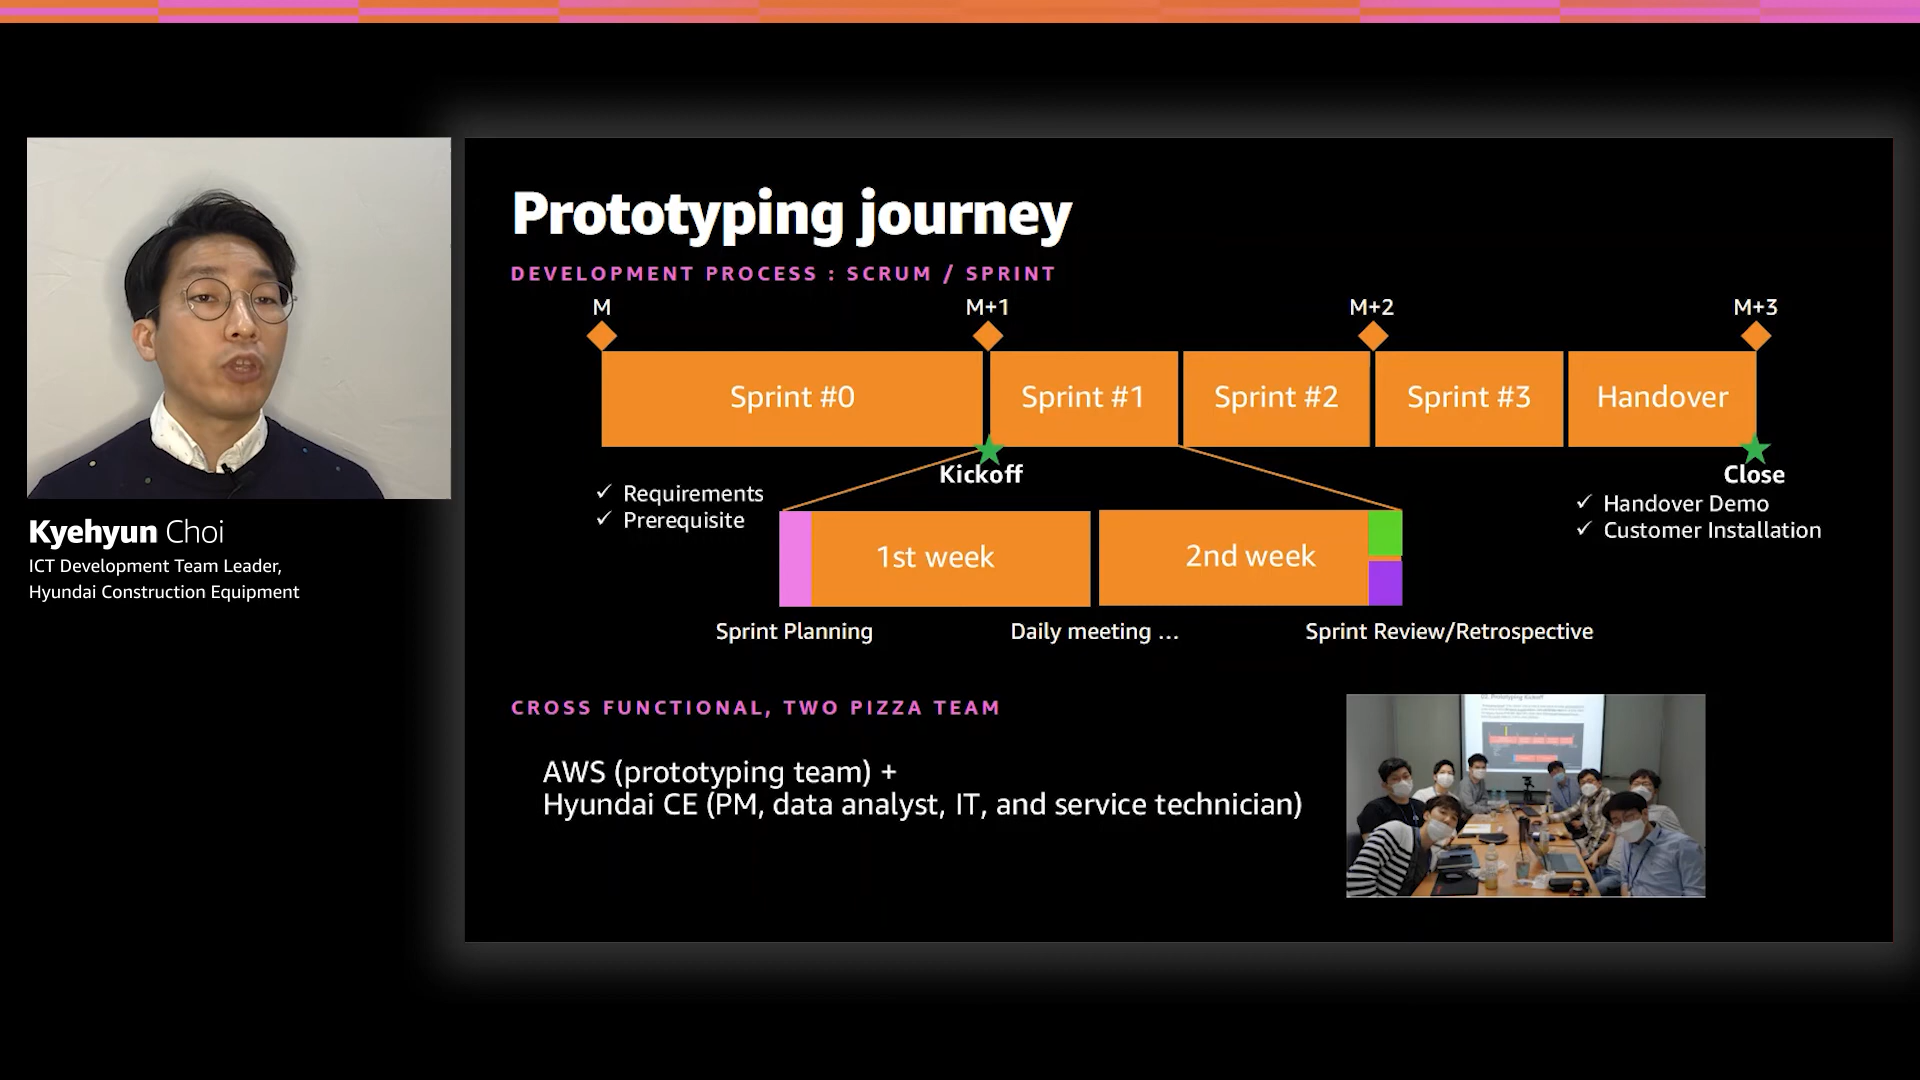 Prototyping journey
DEVELOPMENT PROCESS : SCRUM / SPRINT
M
M+1
M+2
M+3
Sprint #0
Sprint #1
Sprint #2
Sprint #3
Handover
Kickoff
Close
✓ Requirements
✓ Prerequisite
✓ Handover Demo
✓ Customer Installation
1st week
2nd week
Sprint Planning
Daily meeting ...
Sprint Review/Retrospective
CROSS FUNCTIONAL, TWO PIZZA TEAM
AWS (prototyping team) +
Hyundai CE (PM, data analyst, IT, and service technician)
Kyehyun Choi
ICT Development Team Leader,
Hyundai Construction Equipment